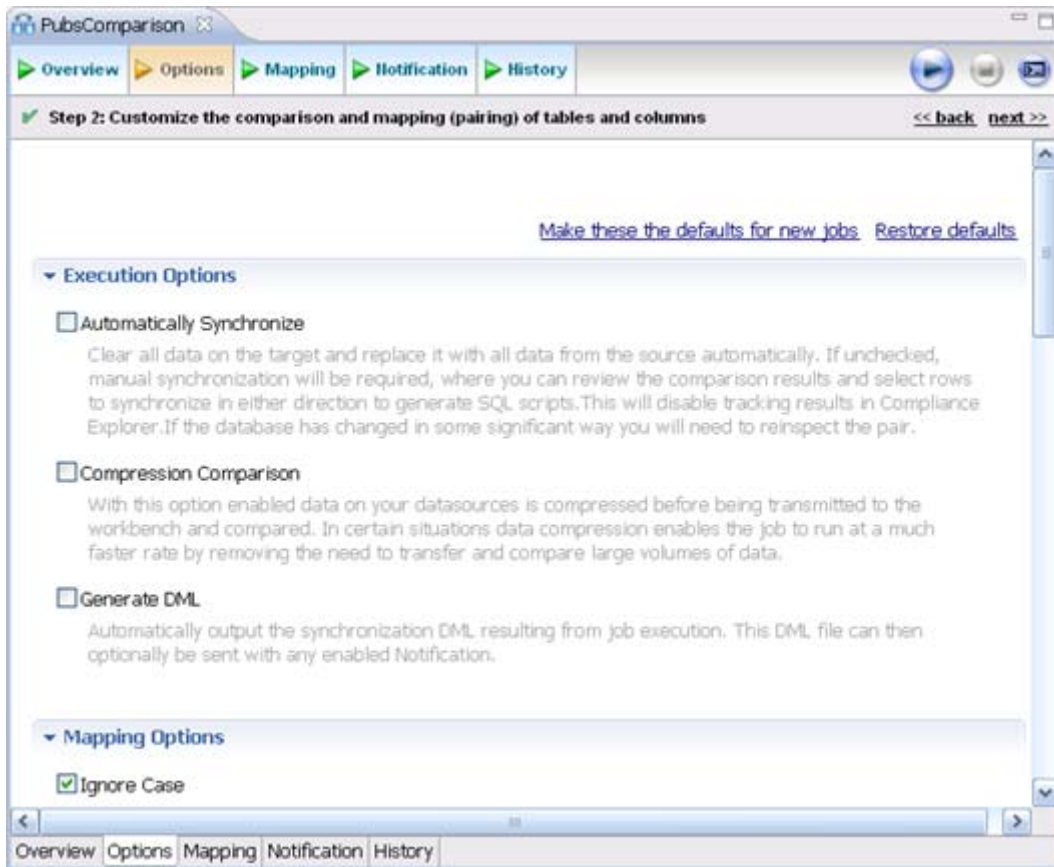 PubsComparison
Overview Options Mapping Notification History
Step 2: Customize the comparison and mapping (pairing) of tables and columns << back next >>
Make these the defaults for new jobs Restore defaults
Execution Options
Automatically Synchronize
Clear all data on the target and replace it with all data from the source automatically. If unchecked,
manual synchronization will be required, where you can review the comparison results and select rows
to synchronize in either direction to generate SQL scripts.This will disable tracking results in Compliance
Explorer.If the database has changed in some significant way you will need to reinspect the pair.
Compression Comparison
With this option enabled data on your datasources is compressed before being transmitted to the
workbench and compared. In certain situations data compression enables the job to run at a much
faster rate by removing the need to transfer and compare large volumes of data.
Generate DML
Automatically output the synchronization DML resulting from job execution. This DML file can then
optionally be sent with any enabled Notification.
Mapping Options
Ignore Case
Overview Options Mapping Notification History